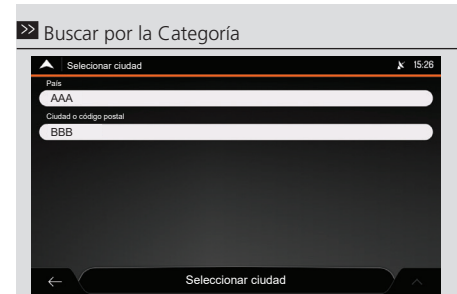 >> Buscar por la Categoría
Selecionar ciudad 15:26
País
AAA
Ciudad o código postal
BBB
Seleccionar ciudad